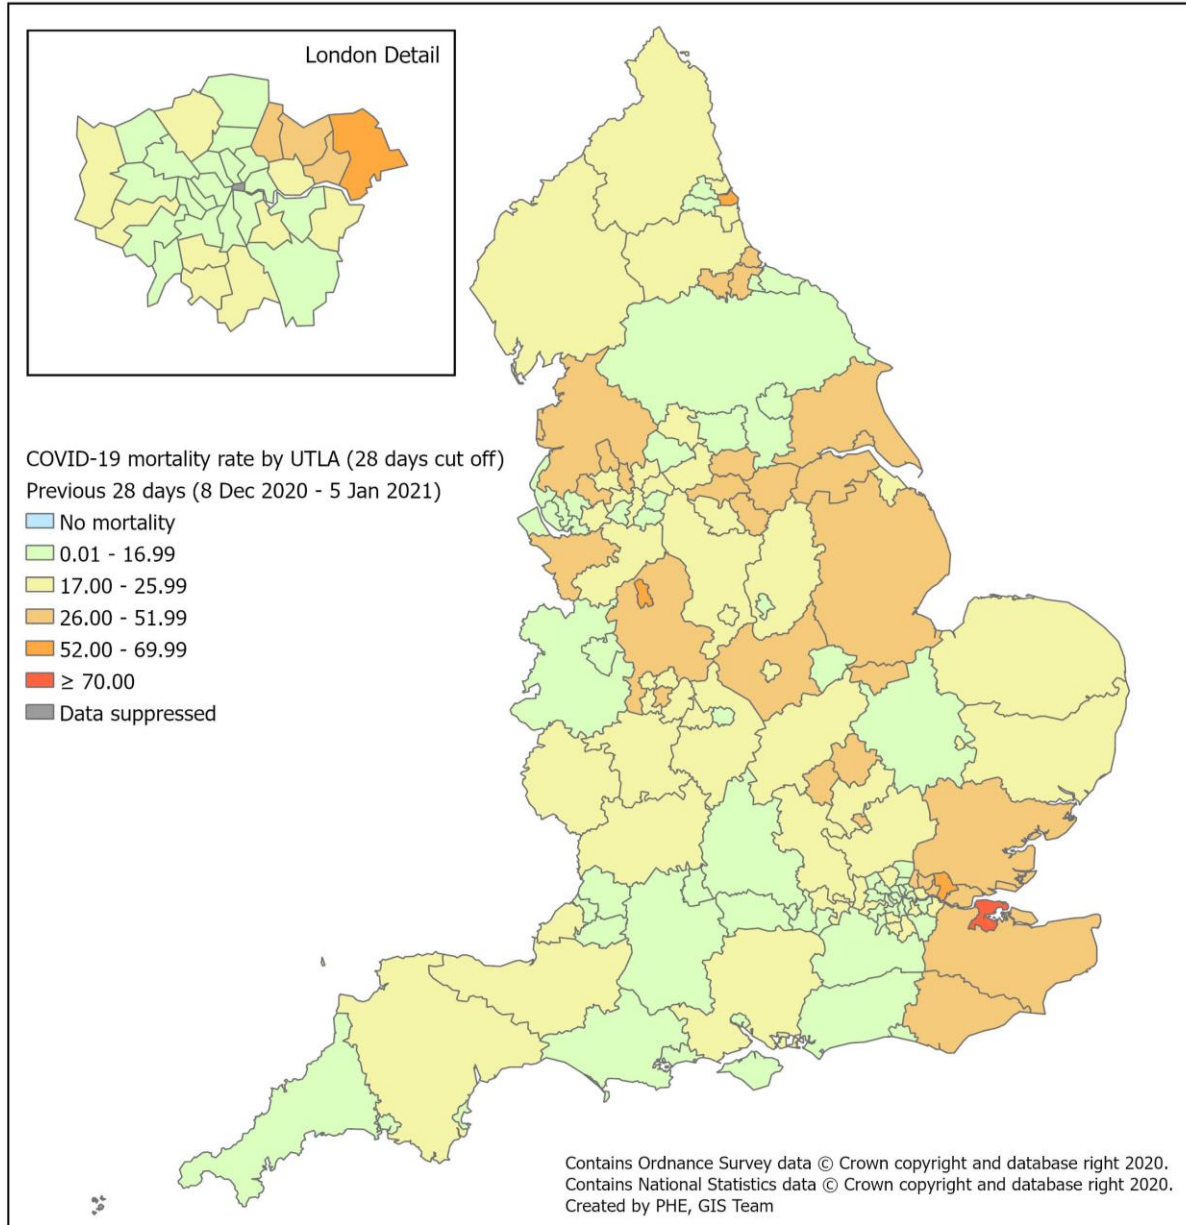 London Detail
COVID-19 mortality rate by UTLA (28 days cut off)
Previous 28 days (8 Dec 2020 - 5 Jan 2021)
No mortality
0.01 - 16.99
17.00 - 25.99
26.00 - 51.99
52.00 - 69.99
≥ 70.00
Data suppressed
Contains Ordnance Survey data © Crown copyright and database right 2020.
Contains National Statistics data © Crown copyright and database right 2020.
Created by PHE, GIS Team